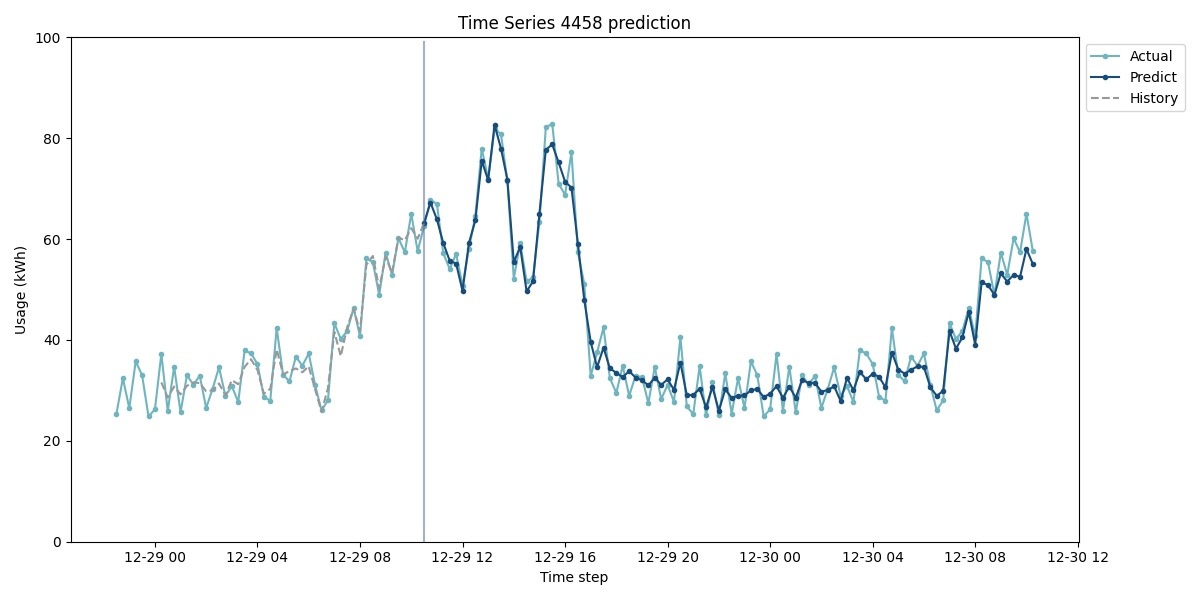 Time Series 4458 prediction
100
80
60
40
20
0
Usage (kWh)
12-29 00
12-29 04
12-29 08
12-29 12
12-29 16
12-29 20
12-30 00
12-30 04
12-30 08
12-30 12
Time step
Actual
Predict
History